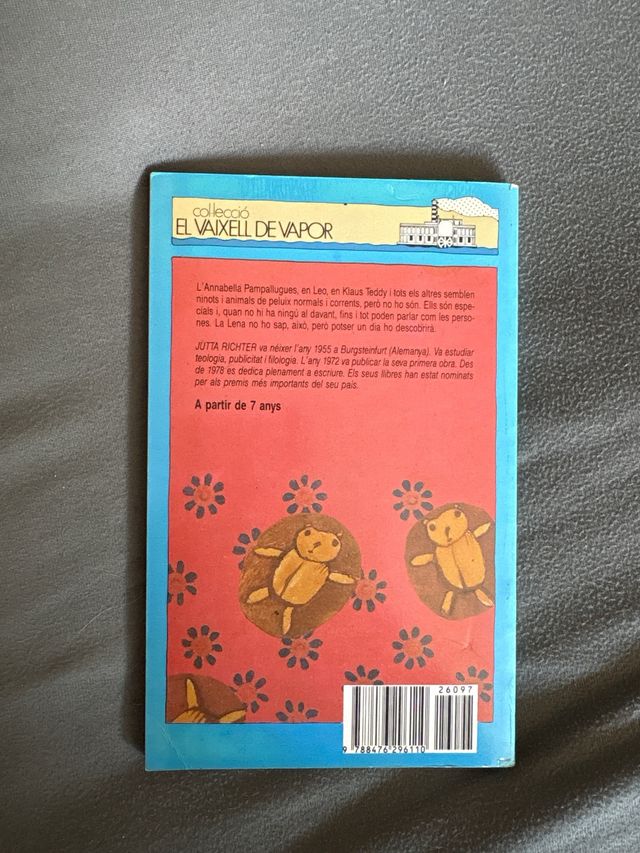 col·lecció
EL VAIXELL DE VAPOR
L'Annabella Pampallugues, en Leo, en Klaus Teddy i tots els altres semblen
ninots i animals de peluix normals i corrents, però no ho són. Ells són espe-
cials i, quan no hi ha ningú al davant, fins i tot poden parlar com les perso-
nes. La Lena no ho sap, això, però potser un dia ho descobrirà.
JUTTA RICHTER va néixer l'any 1955 a Burgsteinfurt (Alemanya). Va estudiar
teologia, publicitat i filologia. L'any 1972 va publicar la seva primera obra. Des
de 1978 es dedica plenament a escriure. Els seus llibres han estat nominats
per als premis més importants del seu país.
A partir de 7 anys
26097
9 788476 296110